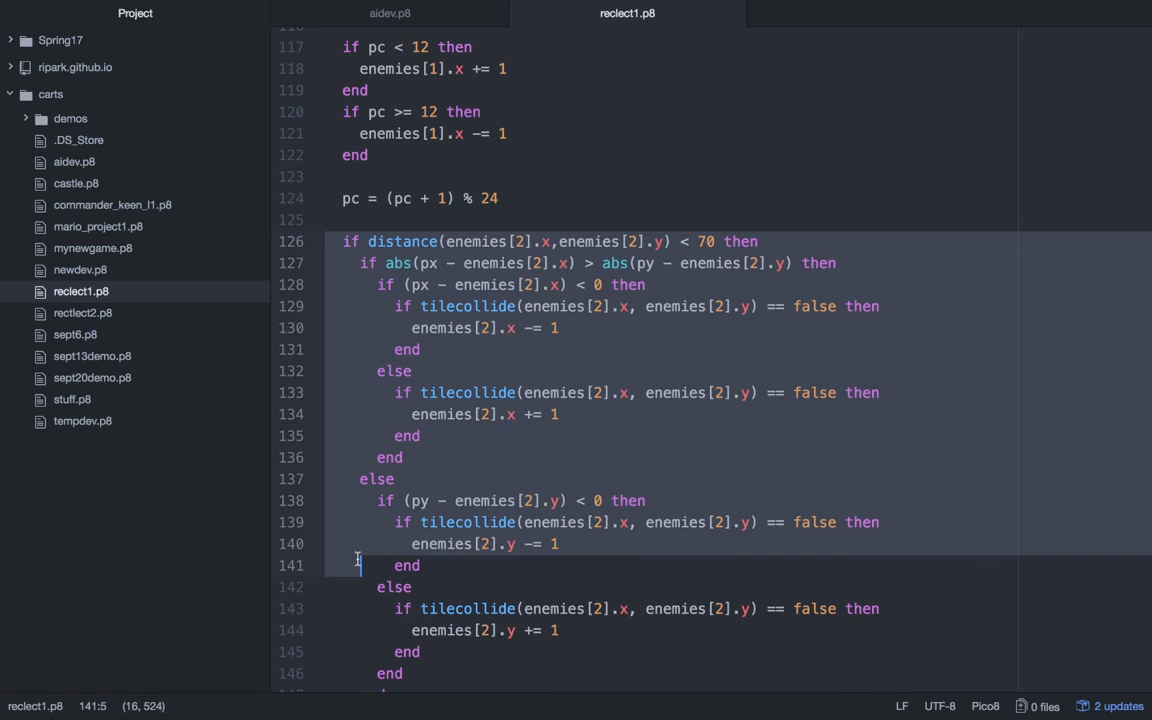 Project
aidev.p8
reclect1.p8
Spring17
ripark.github.io
carts
demos
.DS_Store
aidev.p8
castle.p8
commander_keen_l1.p8
mario_project1.p8
mynewgame.p8
newdev.p8
reclect1.p8
rectlect2.p8
sept6.p8
sept13demo.p8
sept20demo.p8
stuff.p8
tempdev.p8
117 if pc < 12 then
118 enemies[1].x += 1
119 end
120 if pc >= 12 then
121 enemies[1].x -= 1
122 end
123
124 pc = (pc + 1) % 24
125
126 if distance(enemies[2].x,enemies[2].y) < 70 then
127 if abs(px - enemies[2].x) > abs(py - enemies[2].y) then
128 if (px - enemies[2].x) < 0 then
129 if tilecollide(enemies[2].x, enemies[2].y) == false then
130 enemies[2].x -= 1
131 end
132 else
133 if tilecollide(enemies[2].x, enemies[2].y) == false then
134 enemies[2].x += 1
135 end
136 end
137 else
138 if (py - enemies[2].y) < 0 then
139 if tilecollide(enemies[2].x, enemies[2].y) == false then
140 enemies[2].y -= 1
141 end
142 else
143 if tilecollide(enemies[2].x, enemies[2].y) == false then
144 enemies[2].y += 1
145 end
146 end
reclect1.p8 141:5 (16, 524) LF UTF-8 Pico8 0 files 2 updates